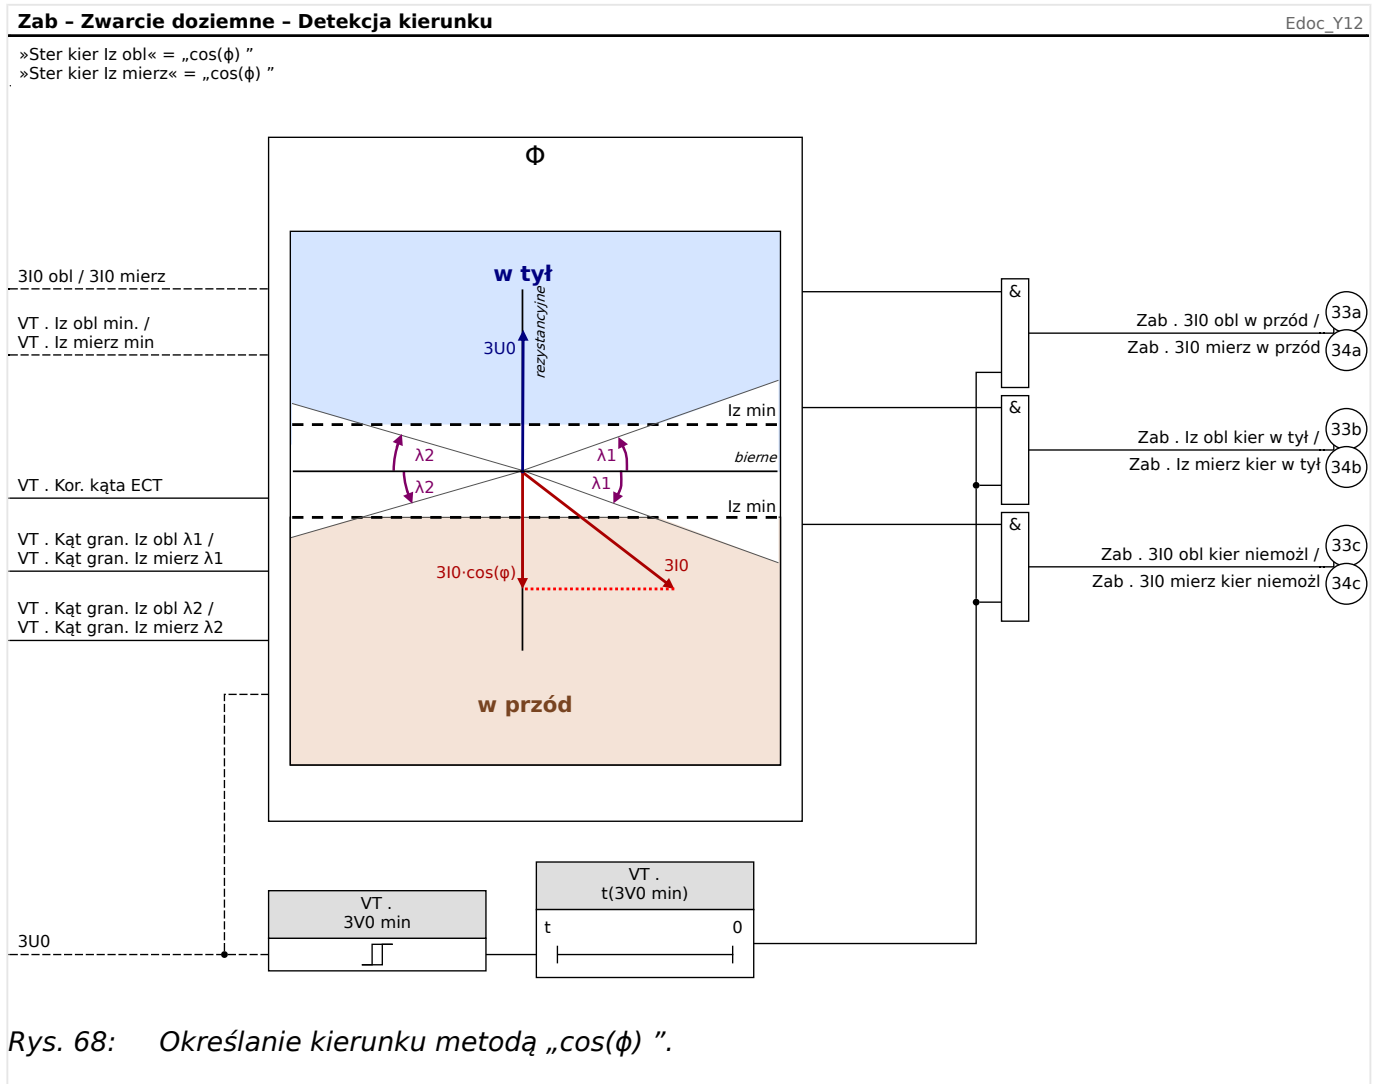 Zab – Zwarcie doziemne – Detekcja kierunku
Edoc_Y12
»Ster kier Iz obl« = „cos(ϕ) ”
»Ster kier Iz mierz« = „cos(ϕ) ”
Φ
3I0 obl / 3I0 mierz
VT . Iz obl min. /
VT . Iz mierz min
VT . Kor. kąta ECT
VT . Kąt gran. Iz obl λ1 /
VT . Kąt gran. Iz mierz λ1
VT . Kąt gran. Iz obl λ2 /
VT . Kąt gran. Iz mierz λ2
w tył
rezystancyjne
3U0
Iz min
λ2
λ1
bierne
λ2
λ1
Iz min
3I0·cos(φ)
3I0
w przód
&
Zab . 3I0 obl w przód /
33a
Zab . 3I0 mierz w przód
34a
&
Zab . Iz obl kier w tył /
33b
Zab . Iz mierz kier w tył
34b
&
Zab . 3I0 obl kier niemożl /
33c
Zab . 3I0 mierz kier niemożl
34c
3U0
VT .
3V0 min
VT .
t(3V0 min)
t
0
Rys. 68: Określanie kierunku metodą „cos(ϕ) ”.